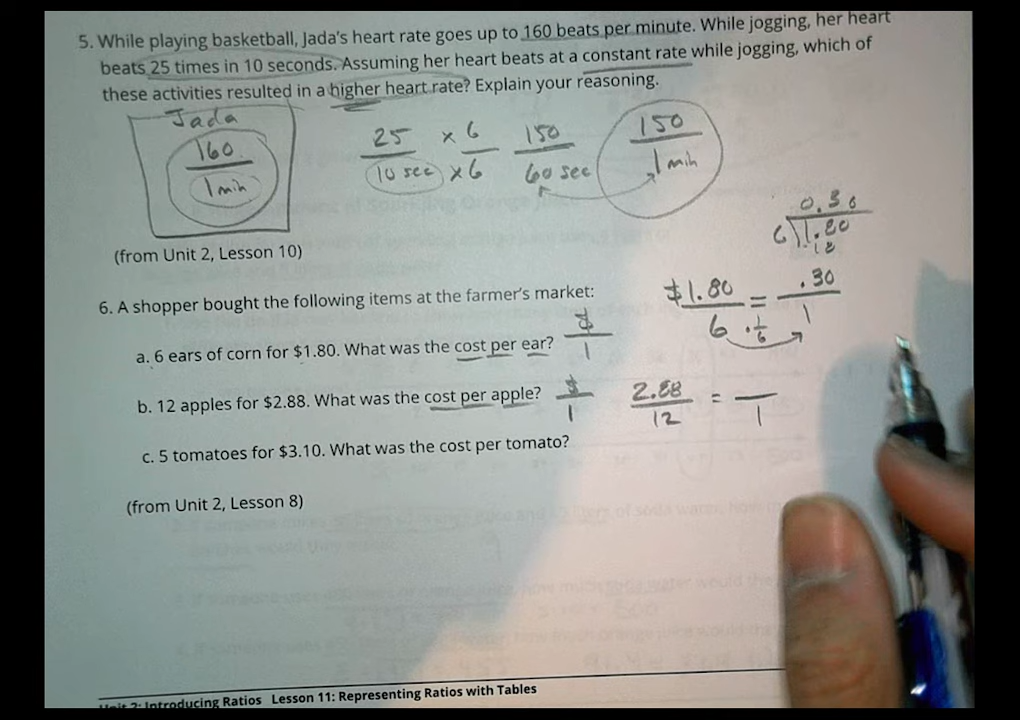 5. While playing basketball, Jada's heart rate goes up to 160 beats per minute. While jogging, her heart
beats 25 times in 10 seconds. Assuming her heart beats at a constant rate while jogging, which of
these activities resulted in a higher heart rate? Explain your reasoning.
Jada
160
1 min
25 × 6
10 sec × 6
150
60 sec
150
1 min
(from Unit 2, Lesson 10)
0.30
6 1.80
18
6. A shopper bought the following items at the farmer's market:
$1.80 = .30
6 · 1/6 1
a. 6 ears of corn for $1.80. What was the cost per ear? $
1
b. 12 apples for $2.88. What was the cost per apple? $
1
2.88 =
12 1
c. 5 tomatoes for $3.10. What was the cost per tomato?
(from Unit 2, Lesson 8)
Unit 2: Introducing Ratios Lesson 11: Representing Ratios with Tables